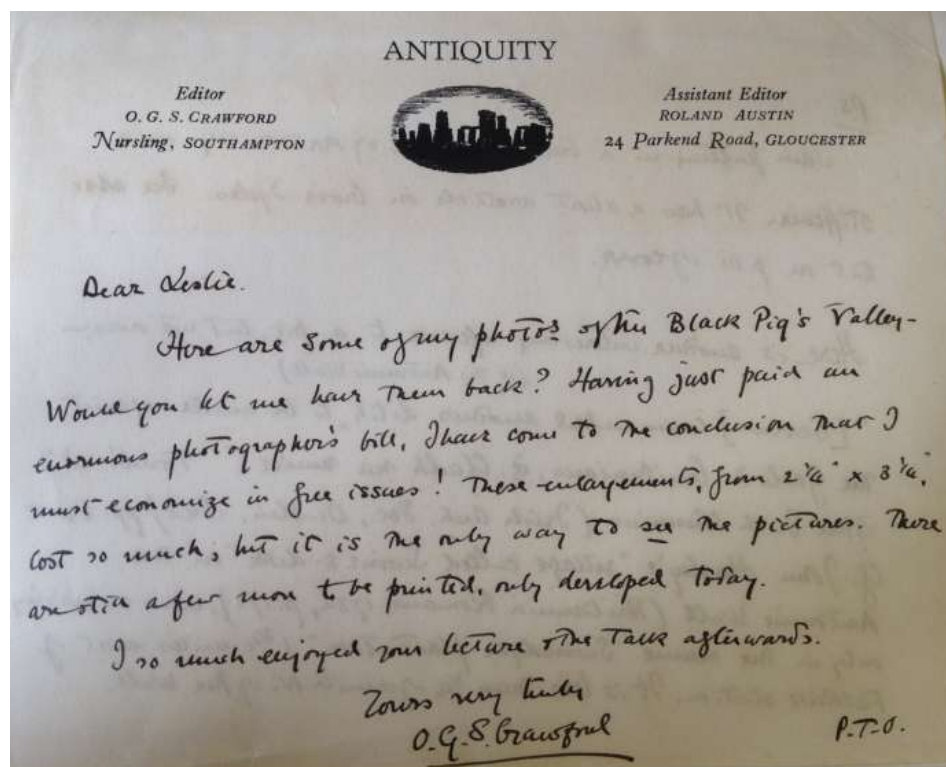 ANTIQUITY
Editor
O. G. S. CRAWFORD
Nursling, SOUTHAMPTON
Assistant Editor
ROLAND AUSTIN
24 Parkend Road, GLOUCESTER
Dear Leslie.
Here are some of my photos of the Black Pig's Valley-
Would you let me have them back? Having just paid an
enormous photographer's bill, I have come to the conclusion that I
must economize in free issues! These enlargements, from 2 1/4" x 3 1/4",
cost so much, but it is the only way to see the pictures. There
are still a few more to be printed, only developed today.
I so much enjoyed your lecture & the talk afterwards.
Yours very truly
O.G.S. Crawford
P.T.O.